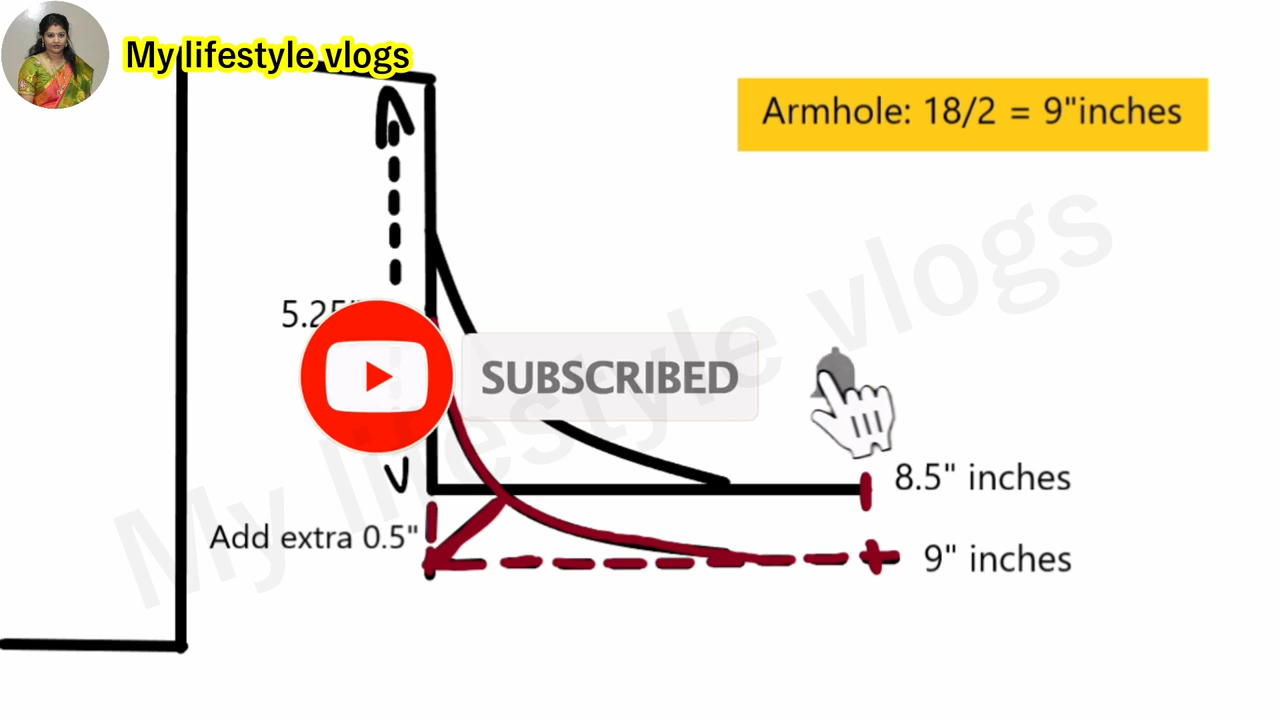 My lifestyle vlogs
Armhole: 18/2 = 9"inches
My lifestyle vlogs
SUBSCRIBED
8.5" inches
Add extra 0.5"
9" inches